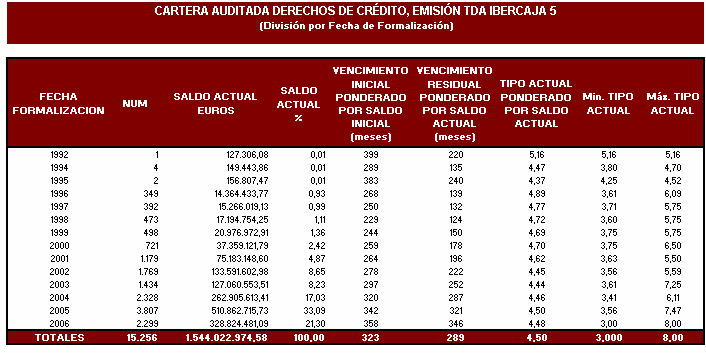 CARTERA AUDITADA DERECHOS DE CRÉDITO, EMISIÓN TDA IBERCAJA 5
(División por Fecha de Formalización)
FECHA FORMALIZACION NUM SALDO ACTUAL EUROS SALDO ACTUAL % VENCIMIENTO INICIAL PONDERADO POR SALDO INICIAL (meses) VENCIMIENTO RESIDUAL PONDERADO POR SALDO ACTUAL (meses) TIPO ACTUAL PONDERADO POR SALDO ACTUAL Min. TIPO ACTUAL Máz. TIPO ACTUAL
1992 1 127.306,08 0,01 399 220 5,16 5,16 5,16
1994 4 149.443,86 0,01 289 135 4,47 3,80 4,70
1995 2 156.807,47 0,01 383 240 4,37 4,25 4,52
1996 349 14.364.433,77 0,93 268 139 4,89 3,61 6,09
1997 392 15.266.019,13 0,99 250 132 4,77 3,71 5,75
1998 473 17.194.754,25 1,11 229 124 4,72 3,60 5,75
1999 498 20.976.972,91 1,36 244 150 4,69 3,75 5,75
2000 721 37.359.121,79 2,42 259 178 4,70 3,75 6,50
2001 1.179 75.183.148,60 4,87 264 196 4,62 3,63 5,50
2002 1.769 133.591.602,98 8,65 278 222 4,45 3,56 5,59
2003 1.434 127.060.553,51 8,23 297 252 4,44 3,61 7,25
2004 2.328 262.905.613,41 17,03 320 287 4,46 3,41 6,11
2005 3.807 510.862.715,73 33,09 342 321 4,50 3,56 7,47
2006 2.299 328.824.481,09 21,30 358 346 4,48 3,00 8,00
TOTALES 15.256 1.544.022.974,58 100,00 323 289 4,50 3,000 8,00